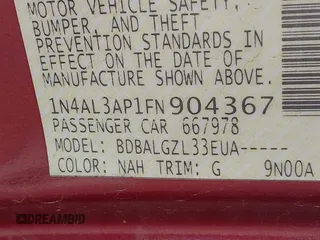 MOTOR VEHICLE SAFETY,
BUMPER, AND THEFT
PREVENTION STANDARDS IN
EFFECT ON THE DATE OF
MANUFACTURE SHOWN ABOVE.
1N4AL3AP1FN904367
PASSENGER CAR 667978
MODEL: BDBALGZL33EUA-----
COLOR: NAH TRIM: G 9N00A
DREAMBID